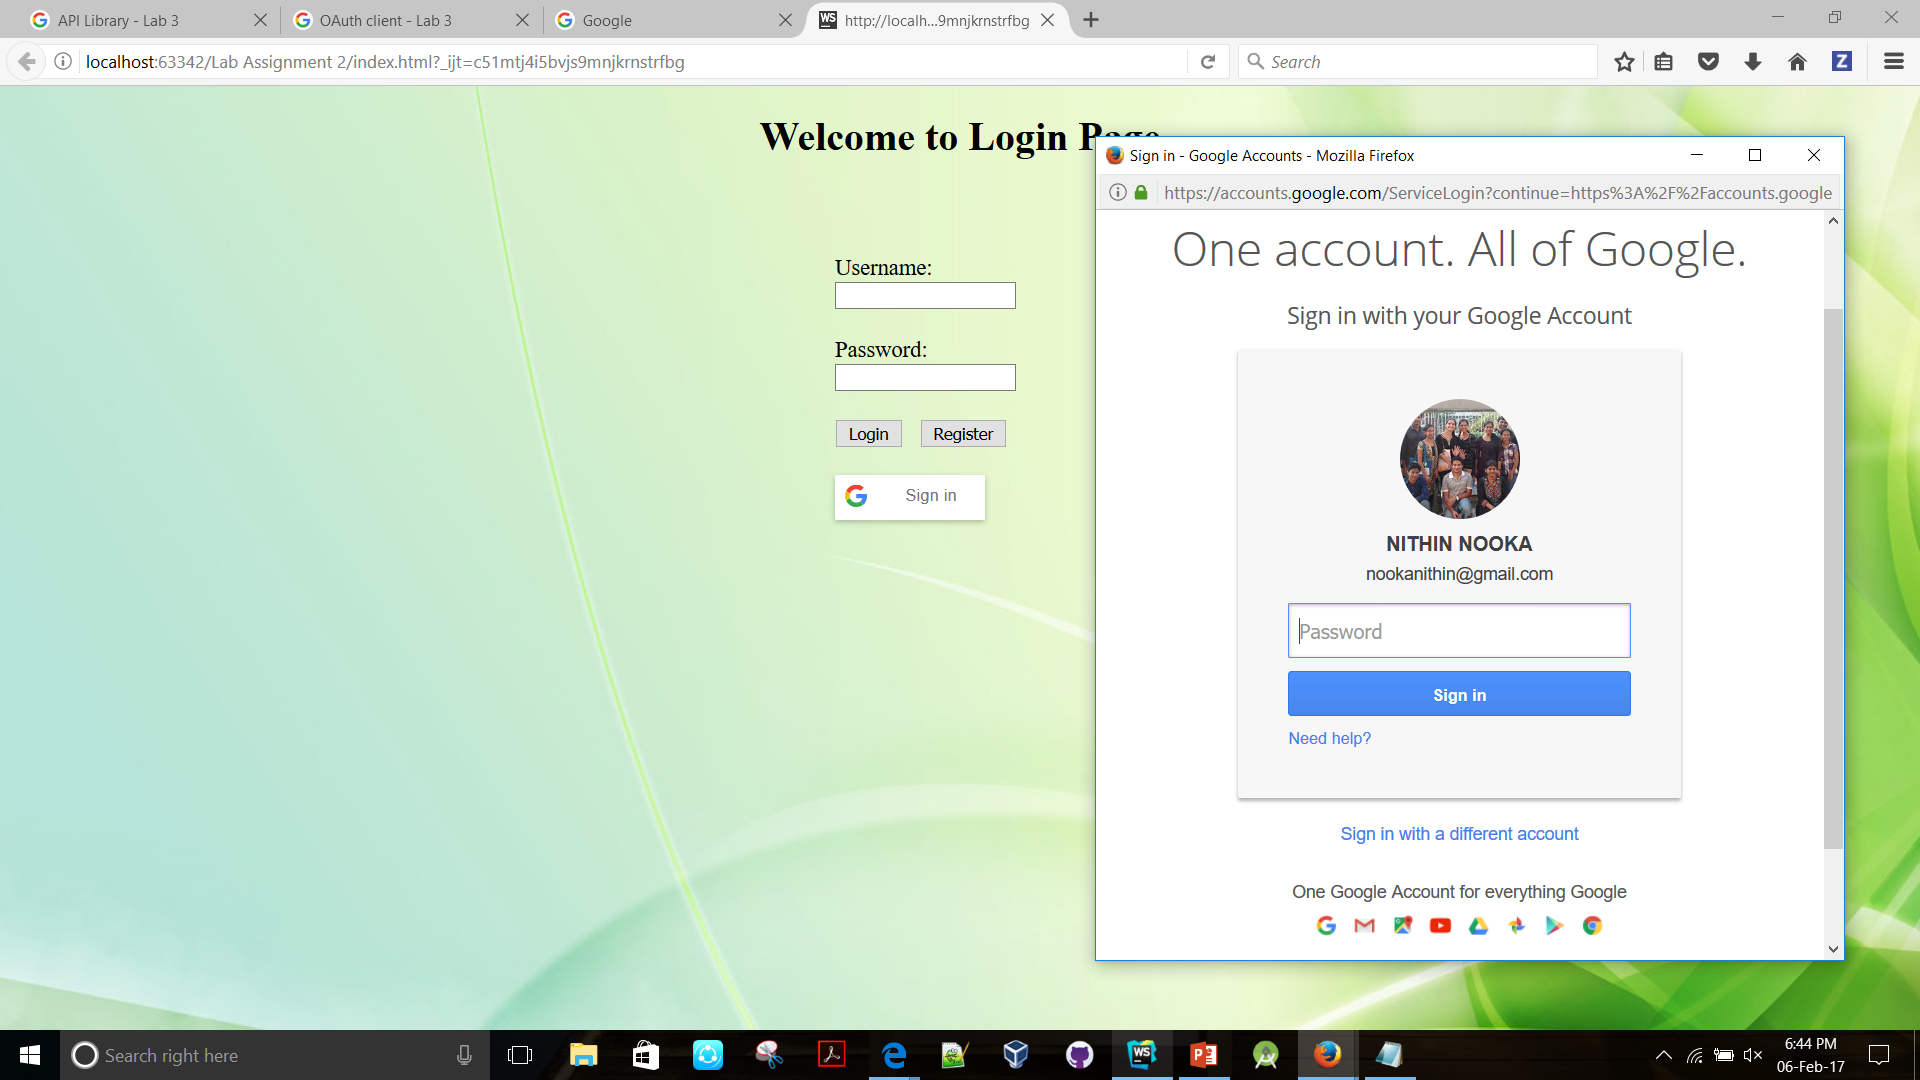 API Library - Lab 3
OAuth client - Lab 3
Google
WS
http://localh...9mnjkrnstrfbg
localhost:63342/Lab Assignment 2/index.html?_ijt=c51mtj4i5bvjs9mnjkrnstrfbg
Search
Z
Welcome to Login Page
Username:
Password:
Login
Register
Sign in
Sign in - Google Accounts - Mozilla Firefox
https://accounts.google.com/ServiceLogin?continue=https%3A%2F%2Faccounts.google
One account. All of Google.
Sign in with your Google Account
NITHIN NOOKA
nookanithin@gmail.com
Password
Sign in
Need help?
Sign in with a different account
One Google Account for everything Google
Search right here
WS
6:44 PM
06-Feb-17